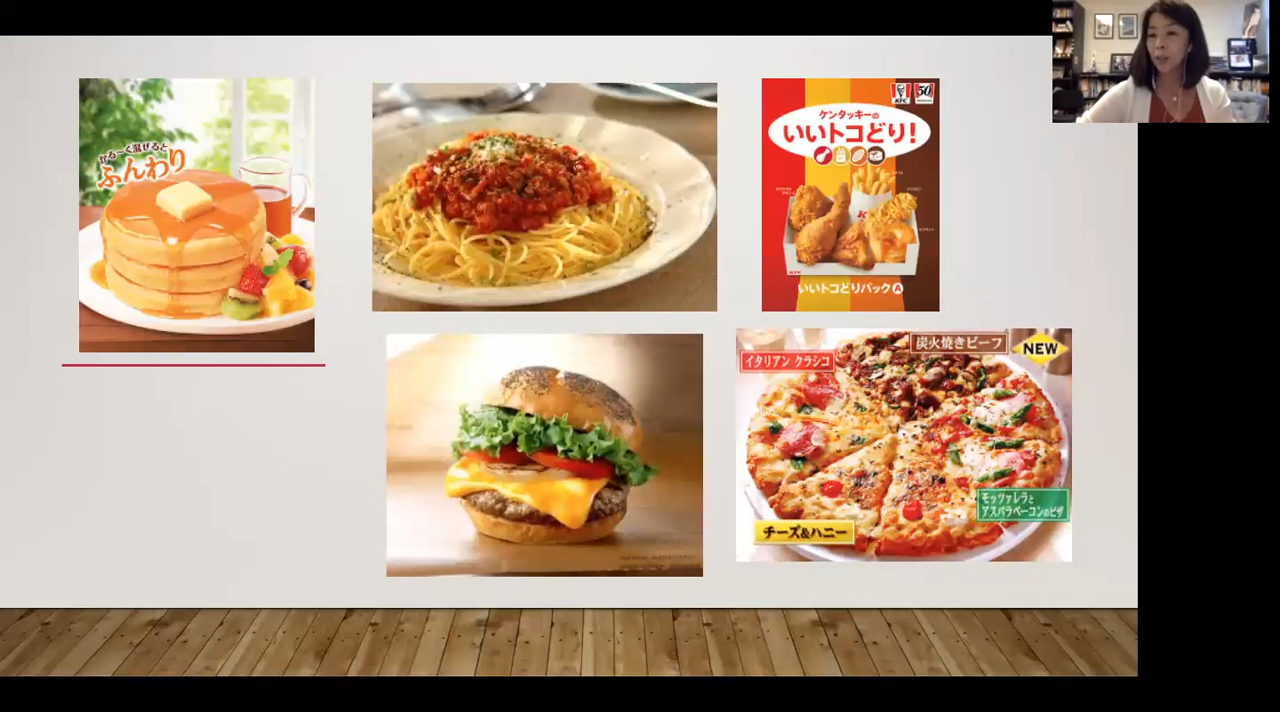 かる〜く混ぜると
ふんわり
KFC
50
ケンタッキーの
いいトコどり!
いいトコどりパックA
イタリアン クラシコ
炭火焼きビーフ
NEW
モッツァレラと
アスパラベーコンのピザ
チーズ&ハニー